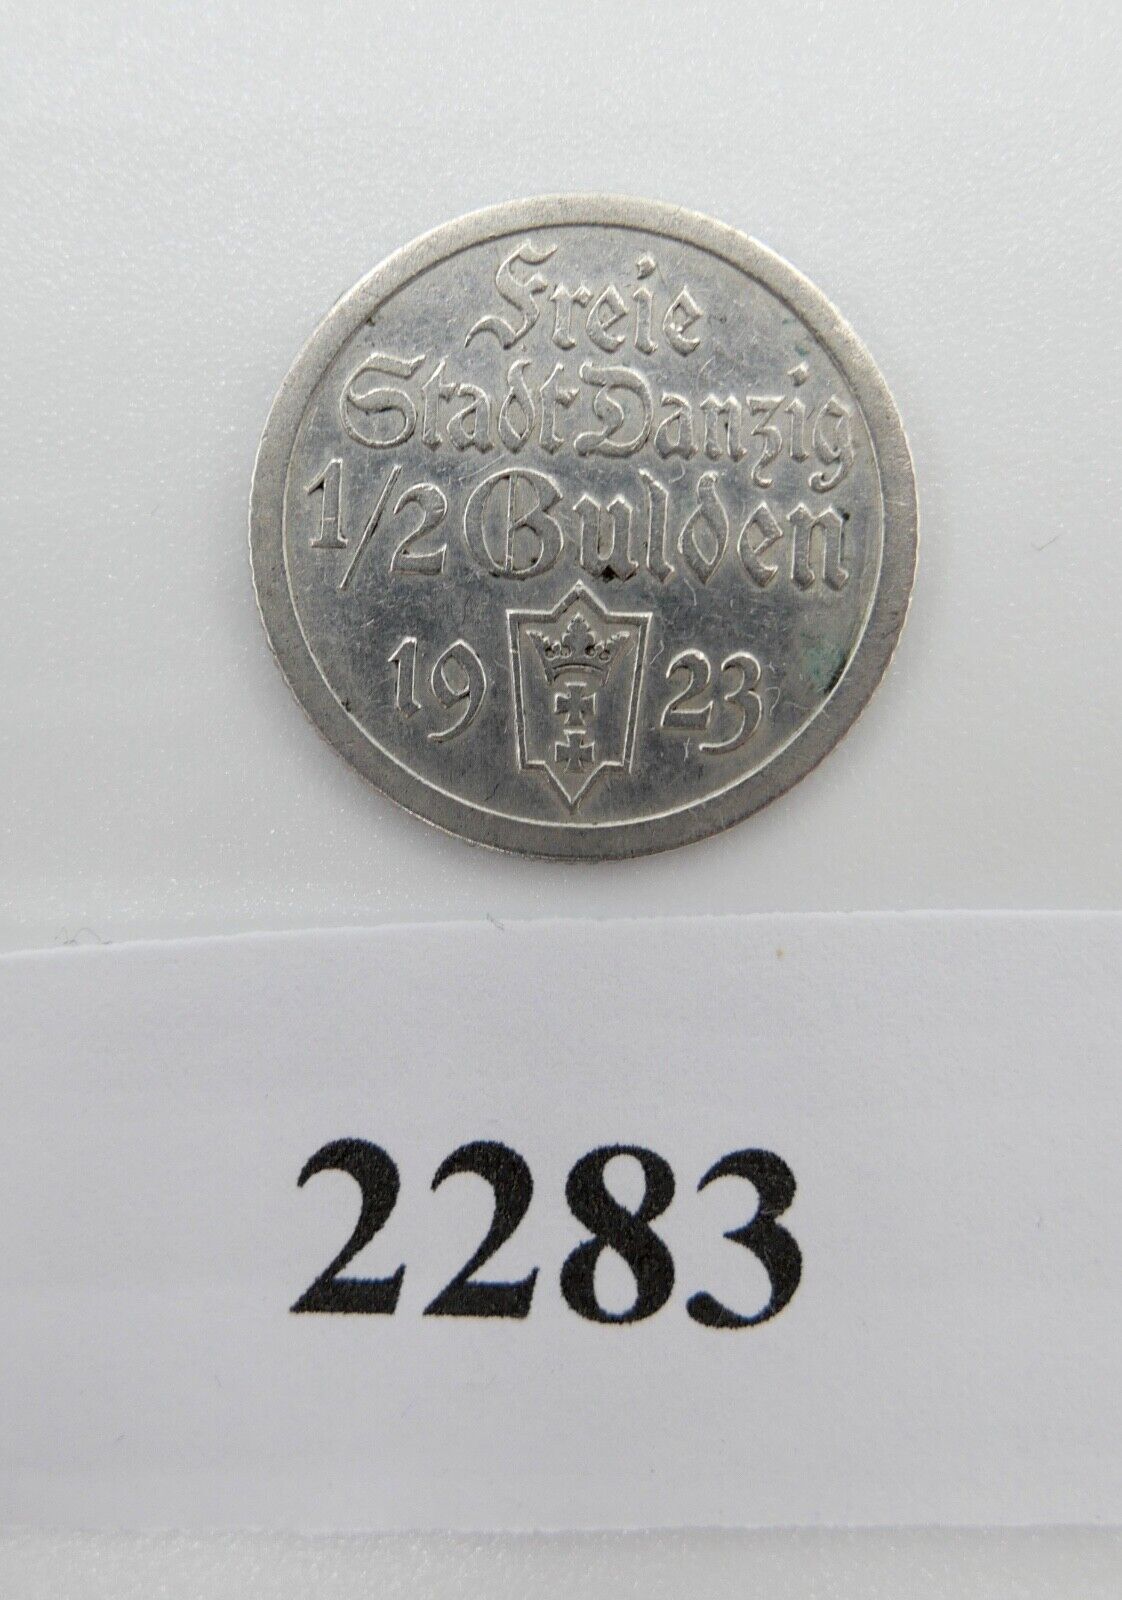 Freie
Stadt Danzig
1/2 Gulden
19 23
2283